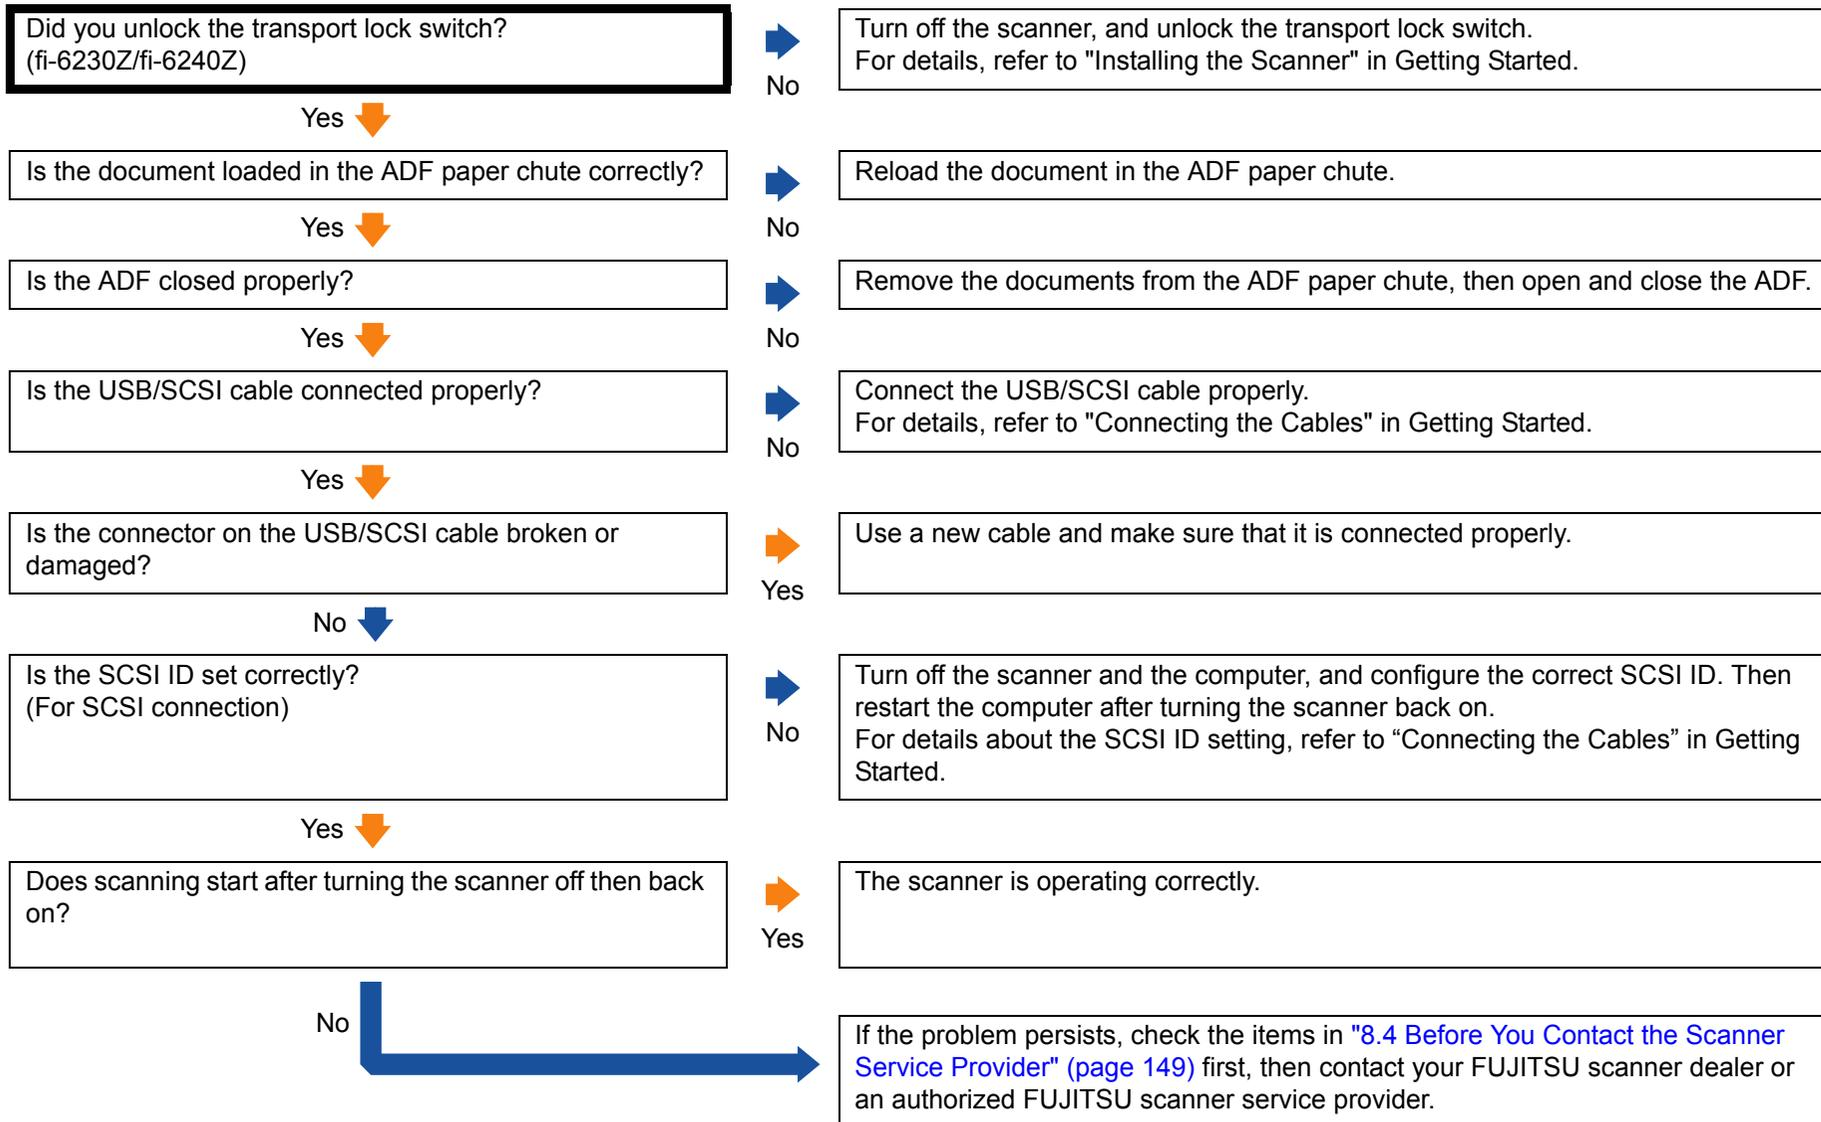 Did you unlock the transport lock switch?
(fi-6230Z/fi-6240Z)
No
Turn off the scanner, and unlock the transport lock switch.
For details, refer to "Installing the Scanner" in Getting Started.
Yes
Is the document loaded in the ADF paper chute correctly?
No
Reload the document in the ADF paper chute.
Yes
Is the ADF closed properly?
No
Remove the documents from the ADF paper chute, then open and close the ADF.
Yes
Is the USB/SCSI cable connected properly?
No
Connect the USB/SCSI cable properly.
For details, refer to "Connecting the Cables" in Getting Started.
Yes
Is the connector on the USB/SCSI cable broken or
damaged?
Yes
Use a new cable and make sure that it is connected properly.
No
Is the SCSI ID set correctly?
(For SCSI connection)
No
Turn off the scanner and the computer, and configure the correct SCSI ID. Then
restart the computer after turning the scanner back on.
For details about the SCSI ID setting, refer to “Connecting the Cables” in Getting
Started.
Yes
Does scanning start after turning the scanner off then back
on?
Yes
The scanner is operating correctly.
No
If the problem persists, check the items in "8.4 Before You Contact the Scanner
Service Provider" (page 149) first, then contact your FUJITSU scanner dealer or
an authorized FUJITSU scanner service provider.